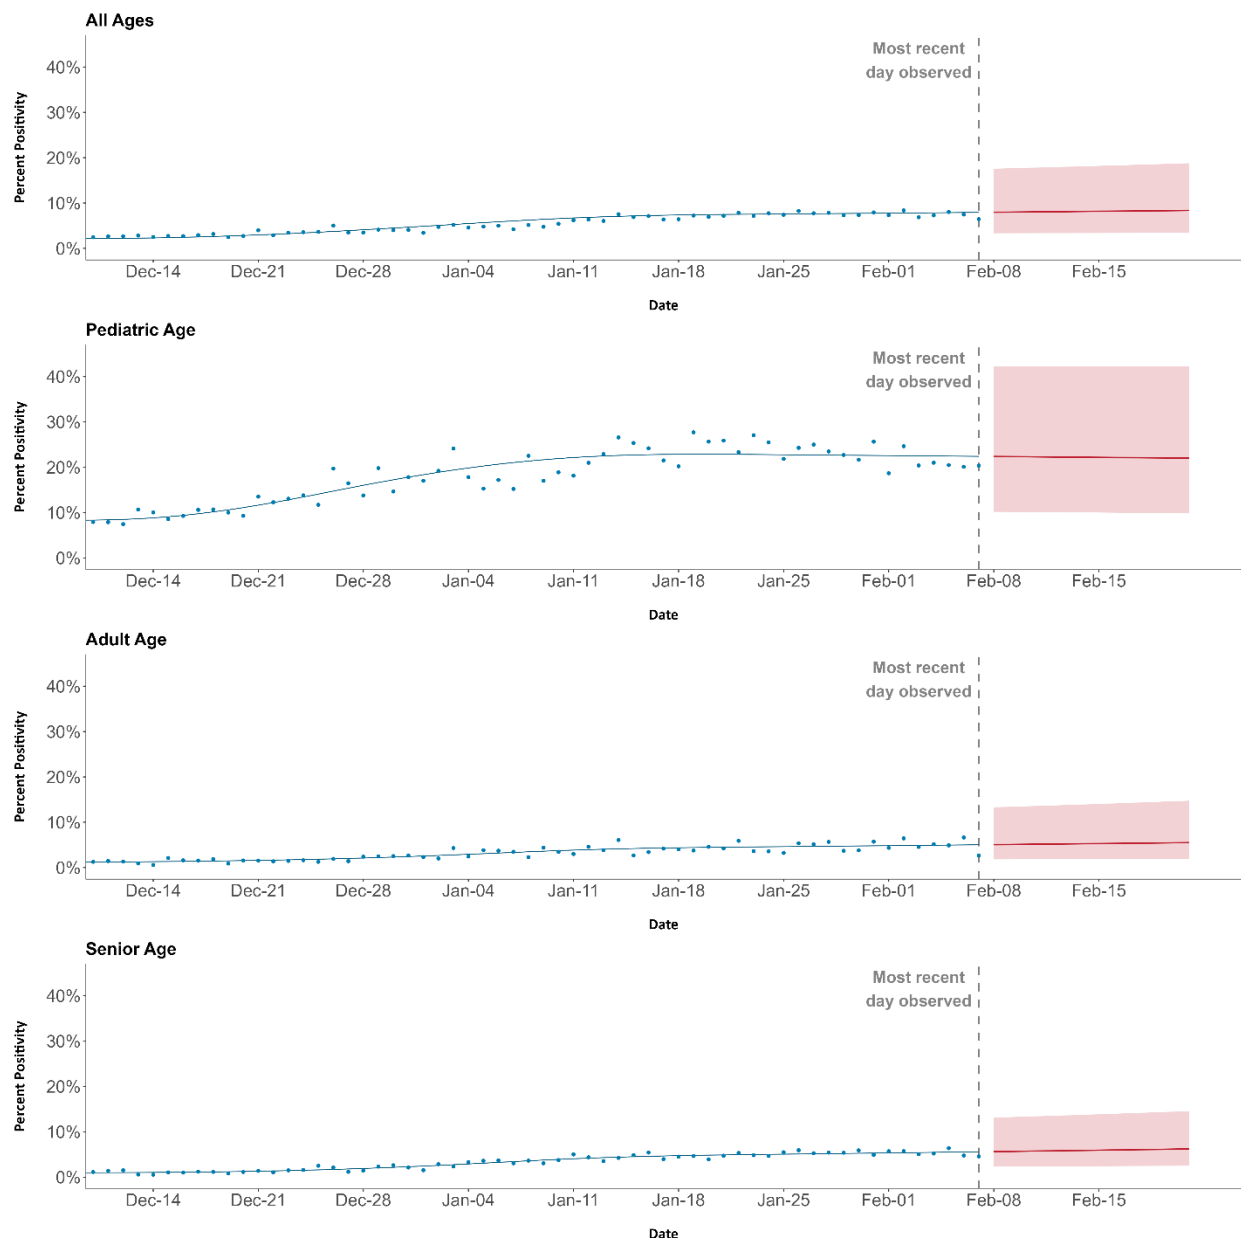 All Ages
Most recent
day observed
Percent Positivity
40%
30%
20%
10%
0%
Dec-14 Dec-21 Dec-28 Jan-04 Jan-11 Jan-18 Jan-25 Feb-01 Feb-08 Feb-15
Date
Pediatric Age
Most recent
day observed
Percent Positivity
40%
30%
20%
10%
0%
Dec-14 Dec-21 Dec-28 Jan-04 Jan-11 Jan-18 Jan-25 Feb-01 Feb-08 Feb-15
Date
Adult Age
Most recent
day observed
Percent Positivity
40%
30%
20%
10%
0%
Dec-14 Dec-21 Dec-28 Jan-04 Jan-11 Jan-18 Jan-25 Feb-01 Feb-08 Feb-15
Date
Senior Age
Most recent
day observed
Percent Positivity
40%
30%
20%
10%
0%
Dec-14 Dec-21 Dec-28 Jan-04 Jan-11 Jan-18 Jan-25 Feb-01 Feb-08 Feb-15
Date